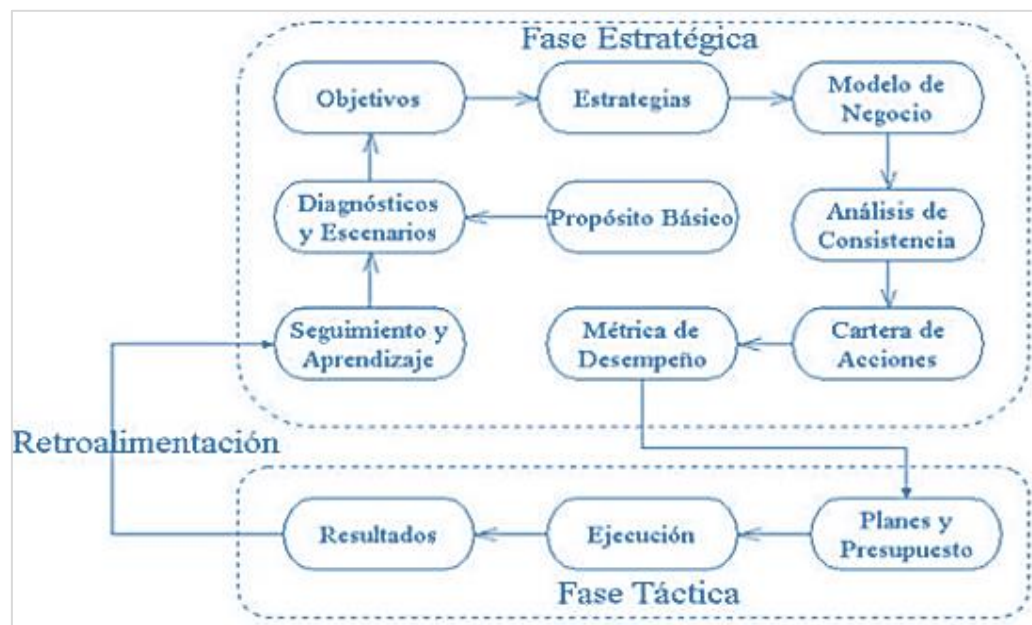 Fase Estratégica
Objetivos
Estrategias
Modelo de
Negocio
Diagnósticos
y Escenarios
Propósito Básico
Análisis de
Consistencia
Seguimiento y
Aprendizaje
Métrica de
Desempeño
Cartera de
Acciones
Retroalimentación
Resultados
Ejecución
Planes y
Presupuesto
Fase Táctica